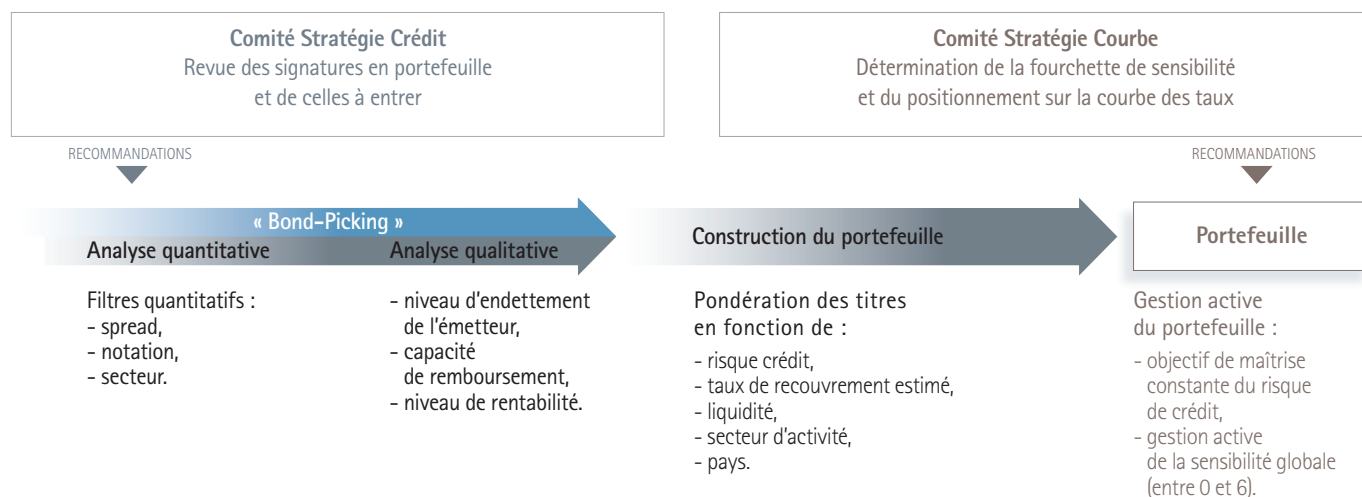 Comité Stratégie Crédit
Revue des signatures en portefeuille
et de celles à entrer
Comité Stratégie Courbe
Détermination de la fourchette de sensibilité
et du positionnement sur la courbe des taux
RECOMMANDATIONS
RECOMMANDATIONS
« Bond-Picking »
Analyse quantitative
Analyse qualitative
Construction du portefeuille
Portefeuille
Filtres quantitatifs :
- spread,
- notation,
- secteur.
- niveau d'endettement
de l'émetteur,
- capacité
de remboursement,
- niveau de rentabilité.
Pondération des titres
en fonction de :
- risque crédit,
- taux de recouvrement estimé,
- liquidité,
- secteur d'activité,
- pays.
Gestion active
du portefeuille :
- objectif de maîtrise
constante du risque
de crédit,
- gestion active
de la sensibilité globale
(entre 0 et 6).